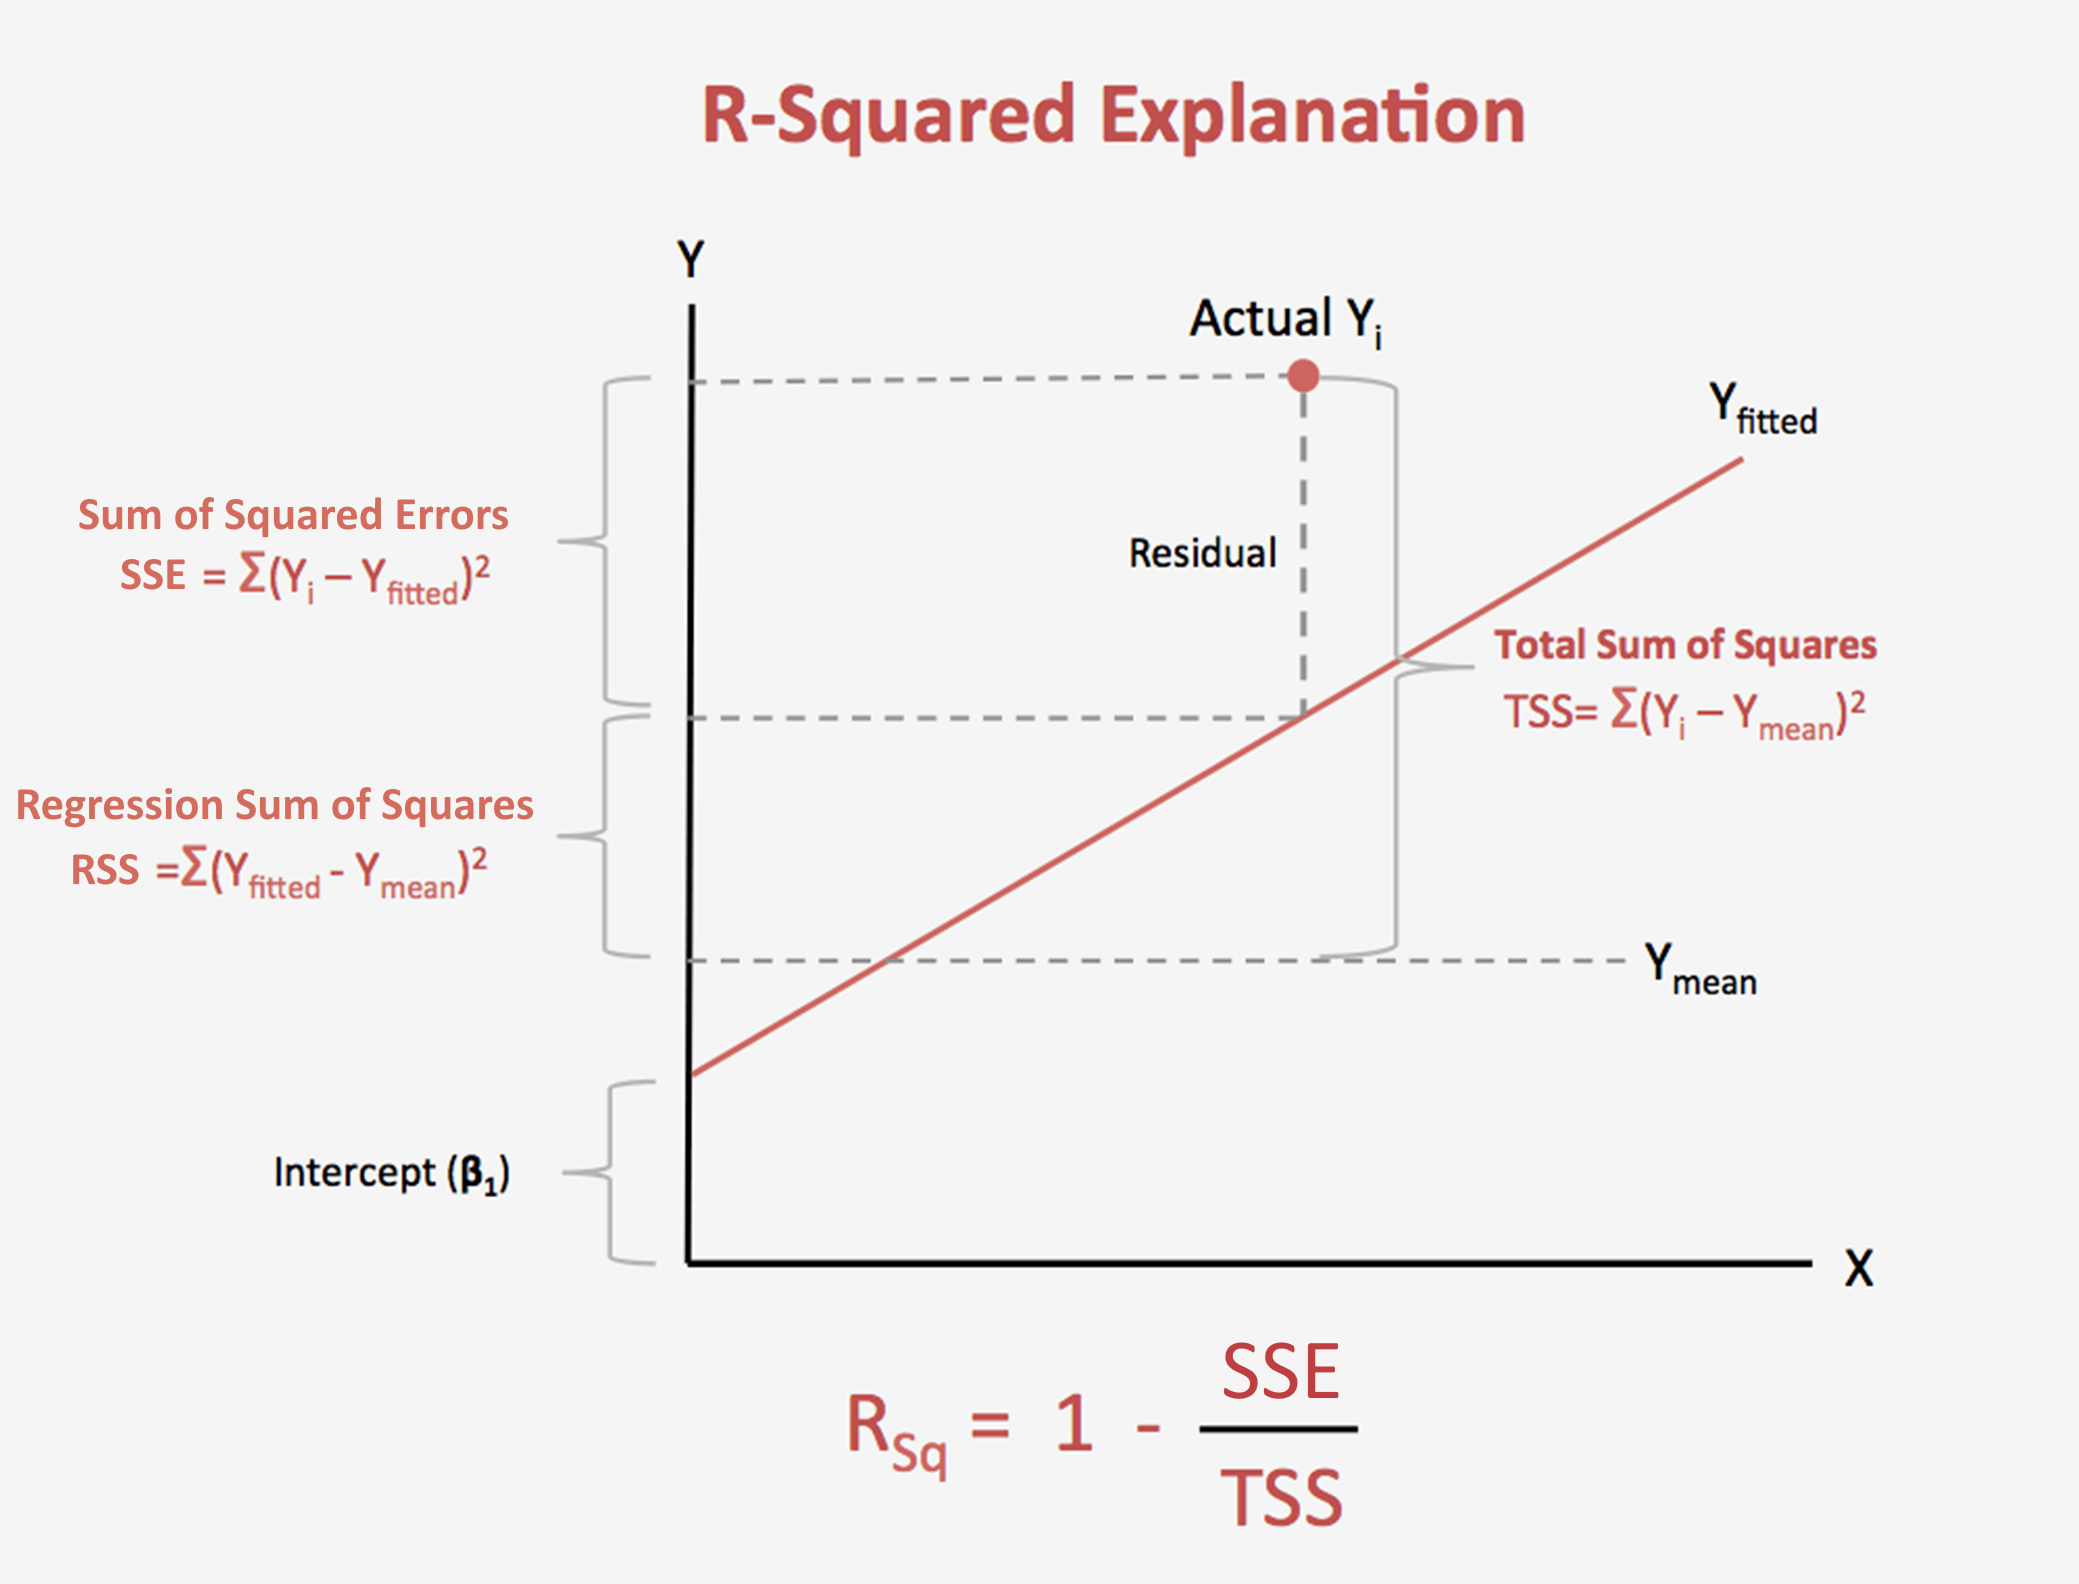 R-Squared Explanation
Y
Actual Yi
Yfitted
Sum of Squared Errors
SSE = Σ(Yi – Yfitted)²
Residual
Total Sum of Squares
TSS= Σ(Yi – Ymean)²
Regression Sum of Squares
RSS =Σ(Yfitted - Ymean)²
Ymean
Intercept (β1)
X
RSq = 1 - SSE
TSS